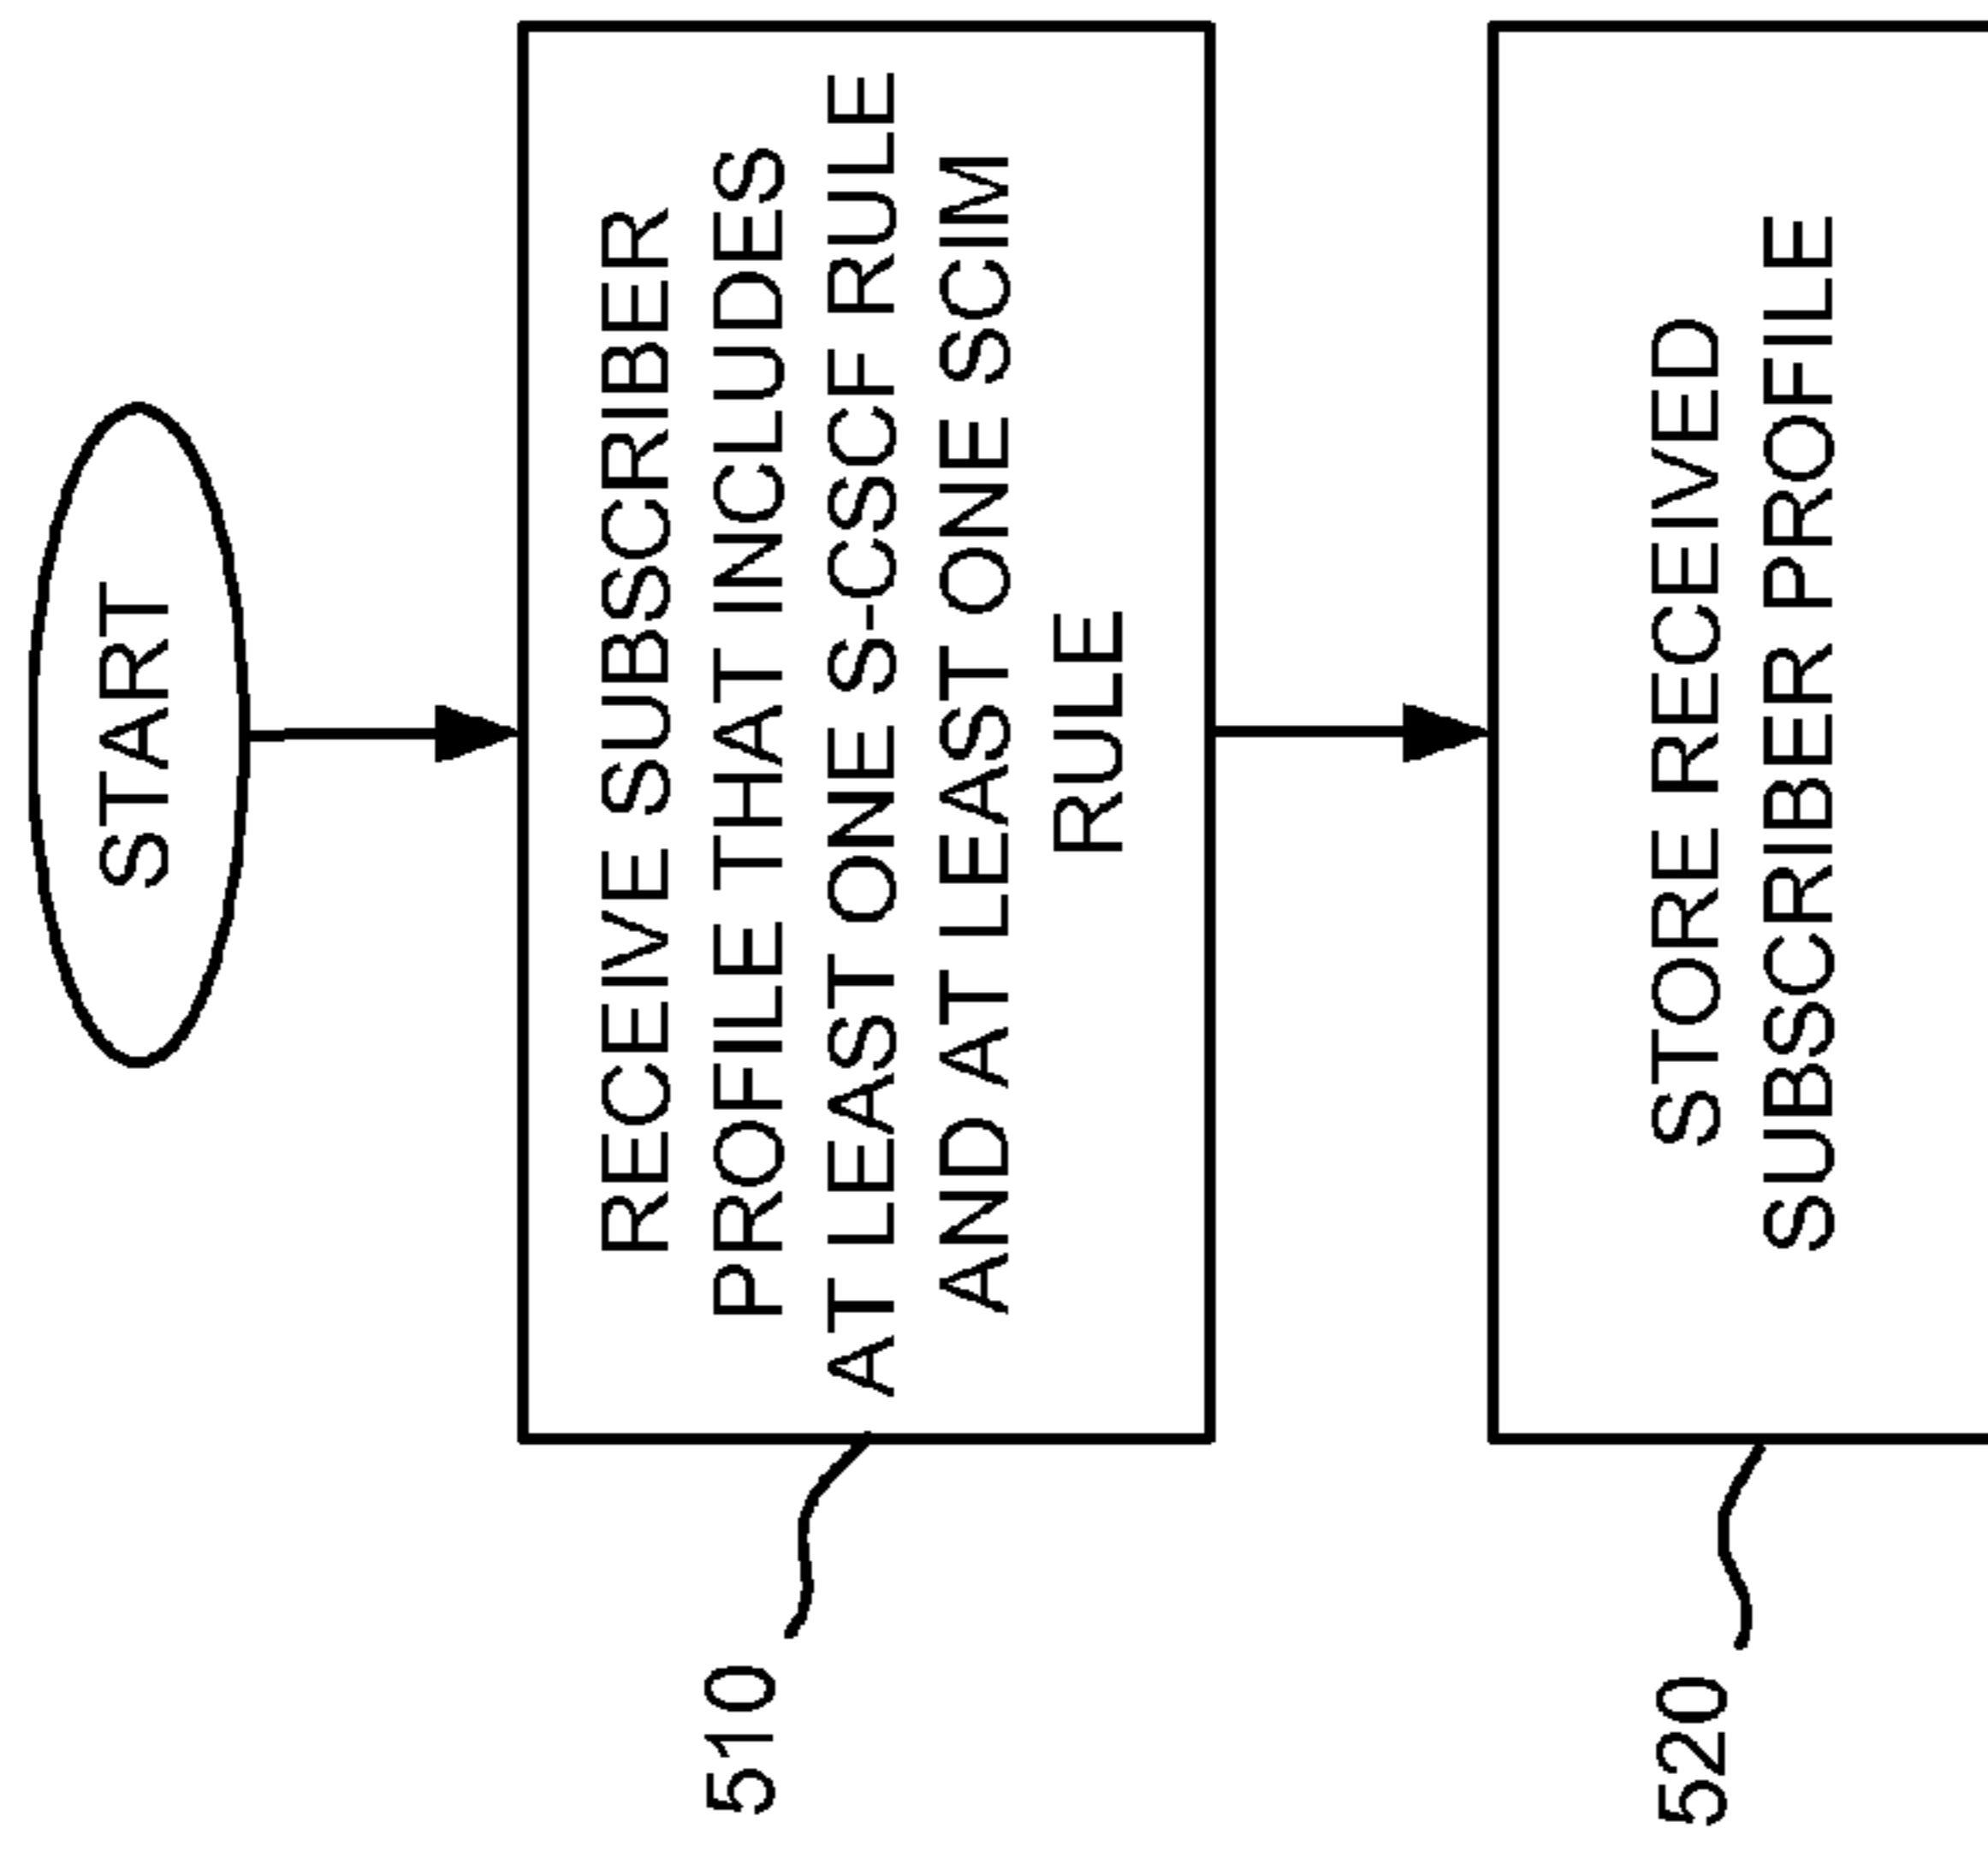 START
RECEIVE SUBSCRIBER
PROFILE THAT INCLUDES
AT LEAST ONE S-CSCF RULE
AND AT LEAST ONE SCIM
RULE
510
STORE RECEIVED
SUBSCRIBER PROFILE
520